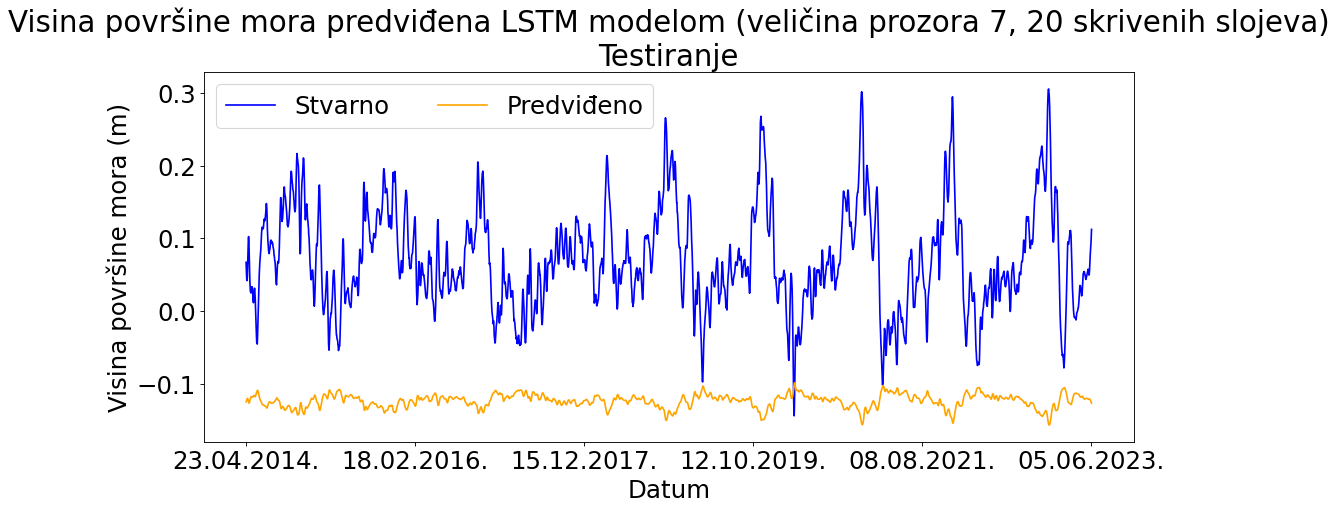 Visina površine mora predviđena LSTM modelom (veličina prozora 7, 20 skrivenih slojeva)
Testiranje
Stvarno Predviđeno
Visina površine mora (m)
0.3
0.2
0.1
0.0
−0.1
23.04.2014. 18.02.2016. 15.12.2017. 12.10.2019. 08.08.2021. 05.06.2023.
Datum